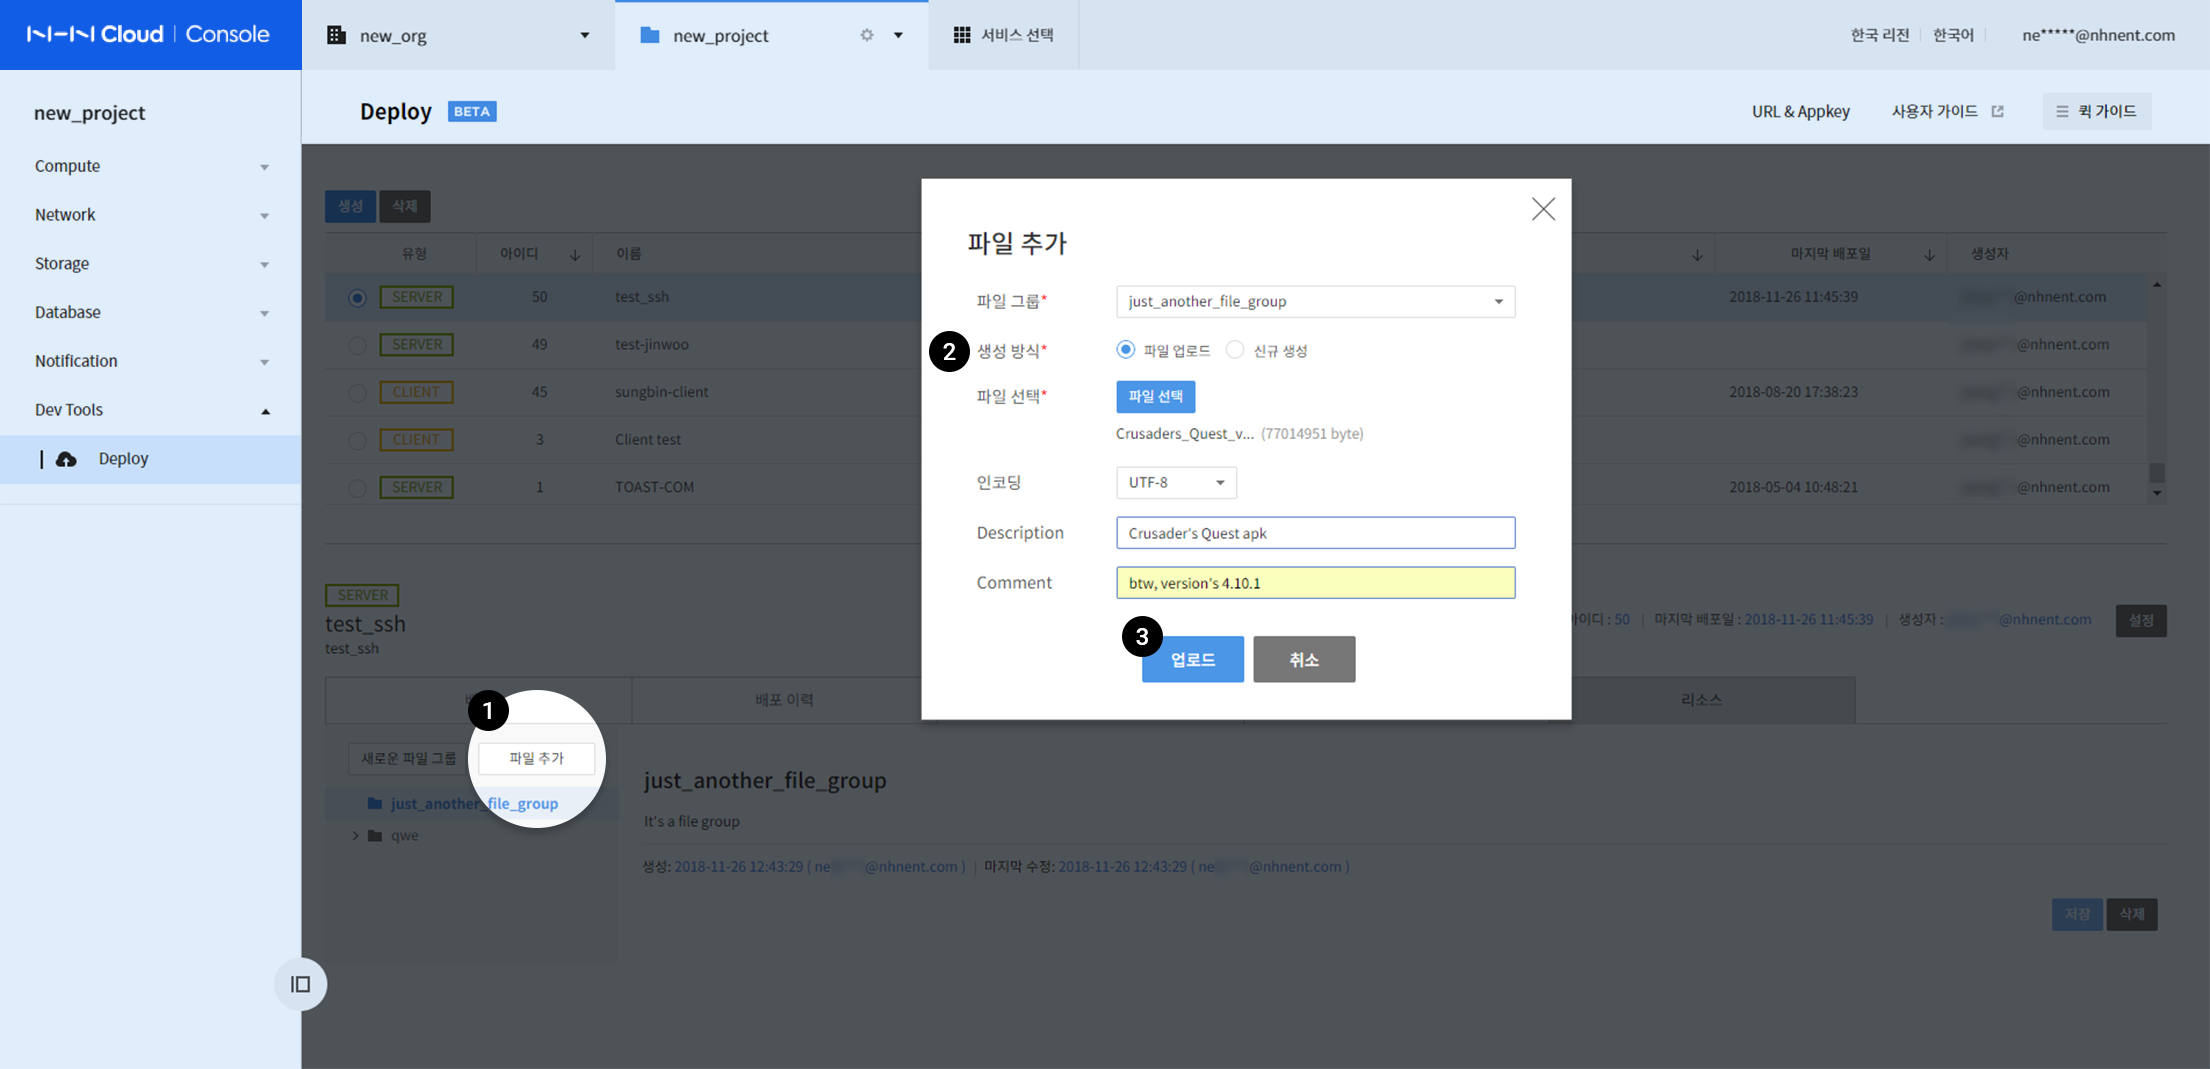 NHN Cloud | Console
new_org
new_project
서비스 선택
한국 리전
한국어
ne*****@nhnent.com
new_project
Compute
Network
Storage
Database
Notification
Dev Tools
Deploy
Deploy BETA
URL & Appkey
사용자 가이드
퀵 가이드
생성 삭제
유형 아이디 이름 마지막 배포일 생성자
SERVER 50 test_ssh 2018-11-26 11:45:39 @nhnent.com
SERVER 49 test-jinwoo @nhnent.com
CLIENT 45 sungbin-client 2018-08-20 17:38:23 @nhnent.com
CLIENT 3 Client test @nhnent.com
SERVER 1 TOAST-COM 2018-05-04 10:48:21 @nhnent.com
파일 추가
파일 그룹* just_another_file_group
2 생성 방식* 파일 업로드 신규 생성
파일 선택* 파일 선택
Crusaders_Quest_v... (77014951 byte)
인코딩 UTF-8
Description Crusader's Quest apk
Comment btw, version's 4.10.1
3 업로드 취소
SERVER
test_ssh
test_ssh
아이디 : 50 | 마지막 배포일 : 2018-11-26 11:45:39 | 생성자 : @nhnent.com 설정
배포 이력
리소스
1
새로운 파일 그룹
파일 추가
just_another_file_group
qwe
just_another_file_group
It's a file group
생성: 2018-11-26 12:43:29 ( ne @nhnent.com ) | 마지막 수정: 2018-11-26 12:43:29 ( ne @nhnent.com )
저장 삭제